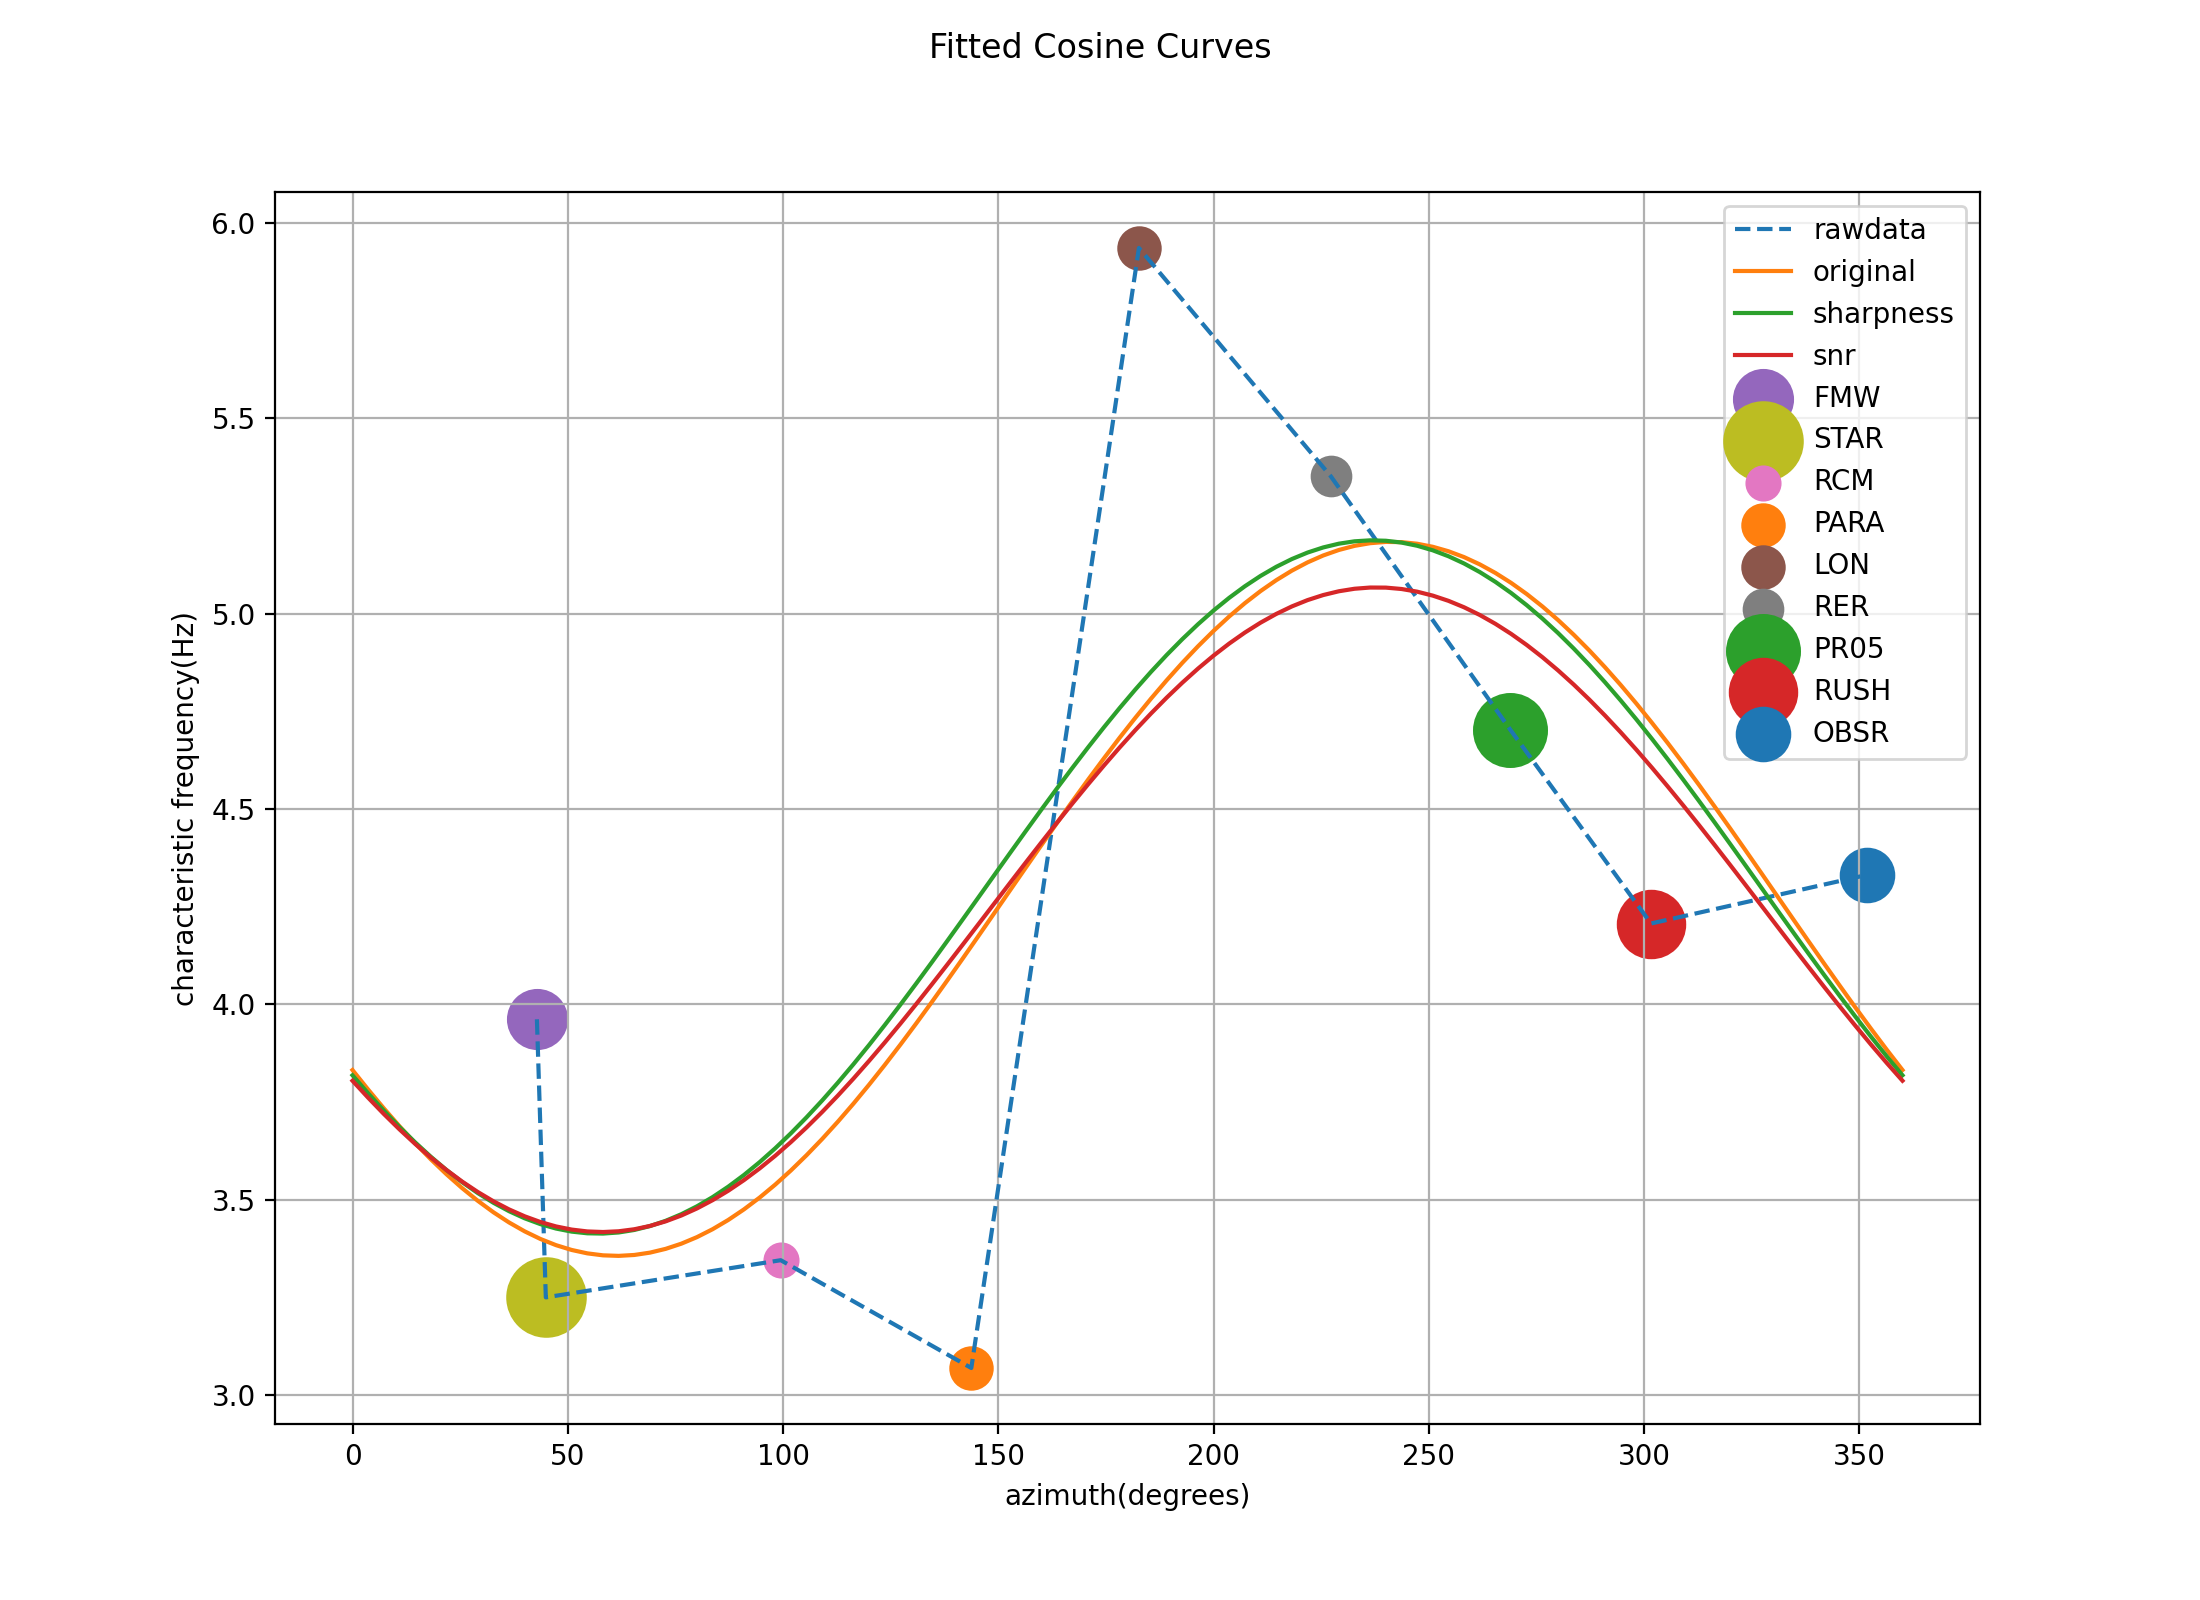 Fitted Cosine Curves
6.0
5.5
5.0
4.5
4.0
3.5
3.0
characteristic frequency(Hz)
rawdata
original
sharpness
snr
FMW
STAR
RCM
PARA
LON
RER
PR05
RUSH
OBSR
0 50 100 150 200 250 300 350
azimuth(degrees)